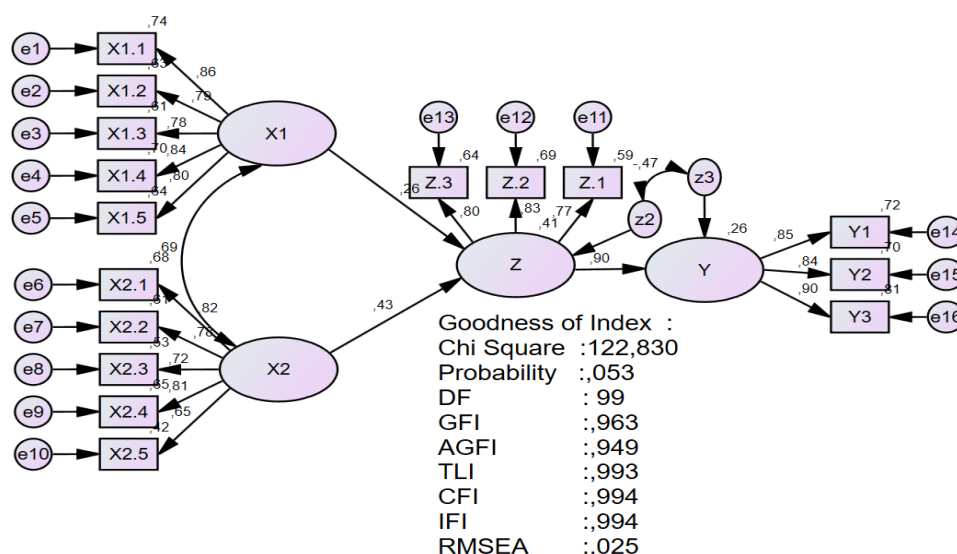 ,74
e1 X1.1
,86
,63
e2 X1.2
,79
,61
e3 X1.3
,78
X1
,70
e4 X1.4
,84
,64
e5 X1.5
,80
,69
,68
e6 X2.1
,82
,61
e7 X2.2
,78
,53
e8 X2.3
,72
X2
,65
e9 X2.4
,81
,42
e10 X2.5
,65
,26
,43
e13 e12 e11
,64 ,69 ,59
Z.3 Z.2 Z.1
,80 ,83 ,77
,41
Z
-,47
z3
z2
,90
,26
Y
,72
,85 Y1 e14
,70
,84 Y2 e15
,81
,90 Y3 e16
Goodness of Index :
Chi Square :122,830
Probability :,053
DF : 99
GFI :,963
AGFI :,949
TLI :,993
CFI :,994
IFI :,994
RMSEA :.025